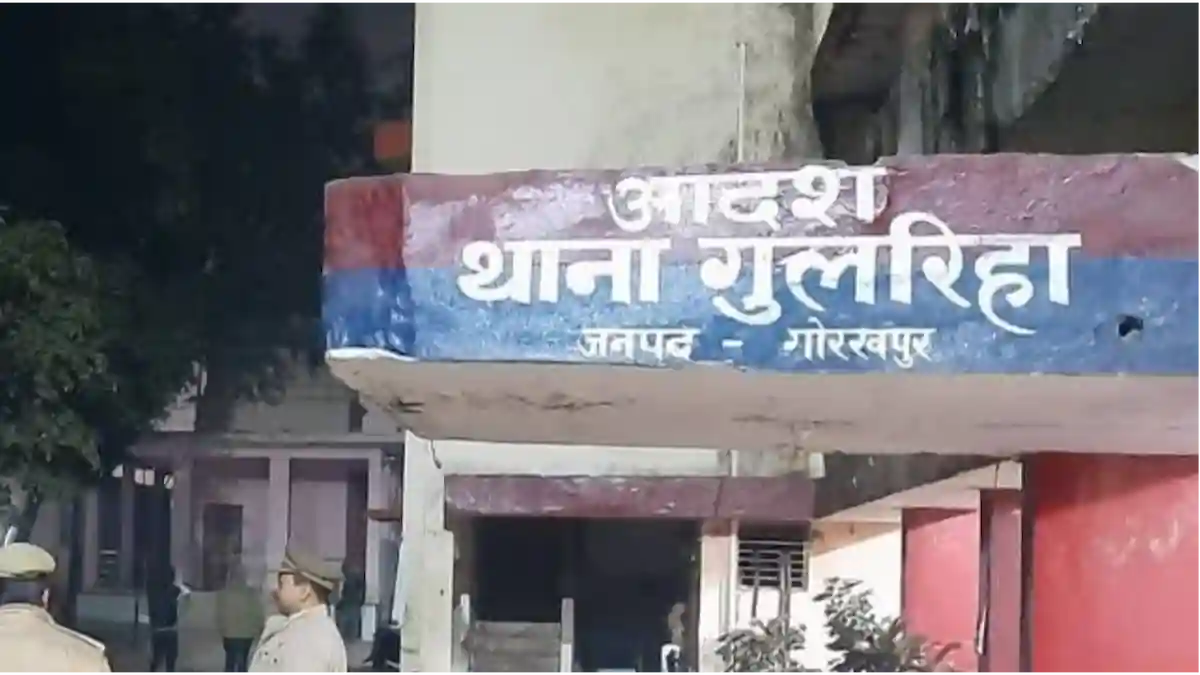 आदर्श
थाना गुलरिहा
जनपद - गोरखपुर